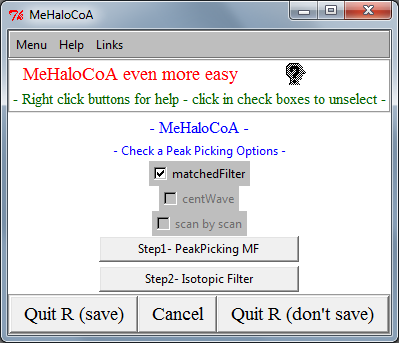 MeHaloCoA
Menu Help Links
MeHaloCoA even more easy
- Right click buttons for help - click in check boxes to unselect -
- MeHaloCoA -
- Check a Peak Picking Options -
matchedFilter
centWave
scan by scan
Step1- PeakPicking MF
Step2- Isotopic Filter
Quit R (save) Cancel Quit R (don't save)